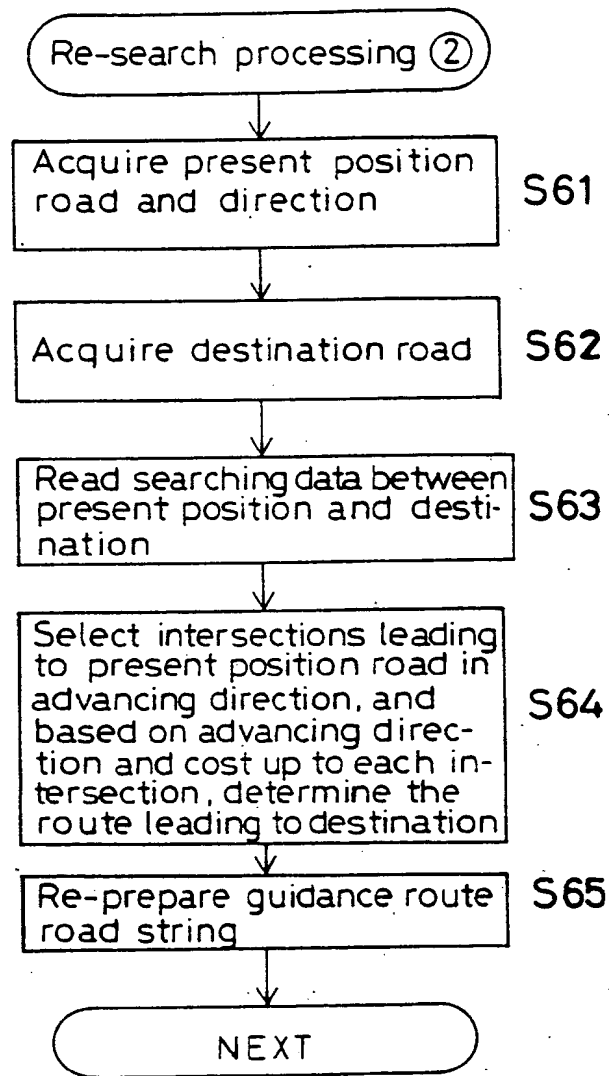 Re-search processing ②
Acquire present position
road and direction
S61
Acquire destination road
S62
Read searching data between
present position and desti-
nation
S63
Select intersections leading
to present position road in
advancing direction, and
based on advancing direc-
tion and cost up to each in-
tersection, determine the
route leading to destination
S64
Re-prepare guidance route
road string
S65
NEXT